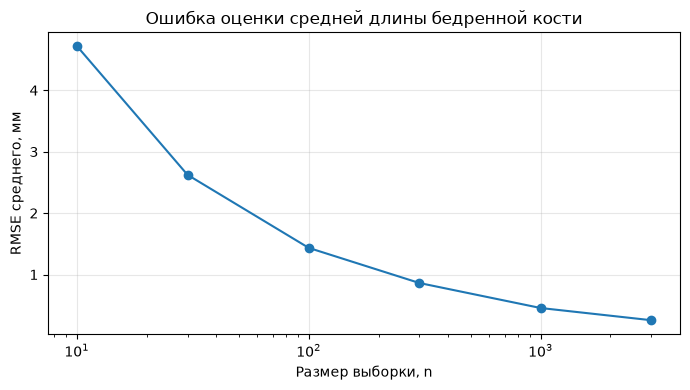 Ошибка оценки средней длины бедренной кости
RMSE среднего, мм
4
3
2
1
10¹ 10² 10³
Размер выборки, n